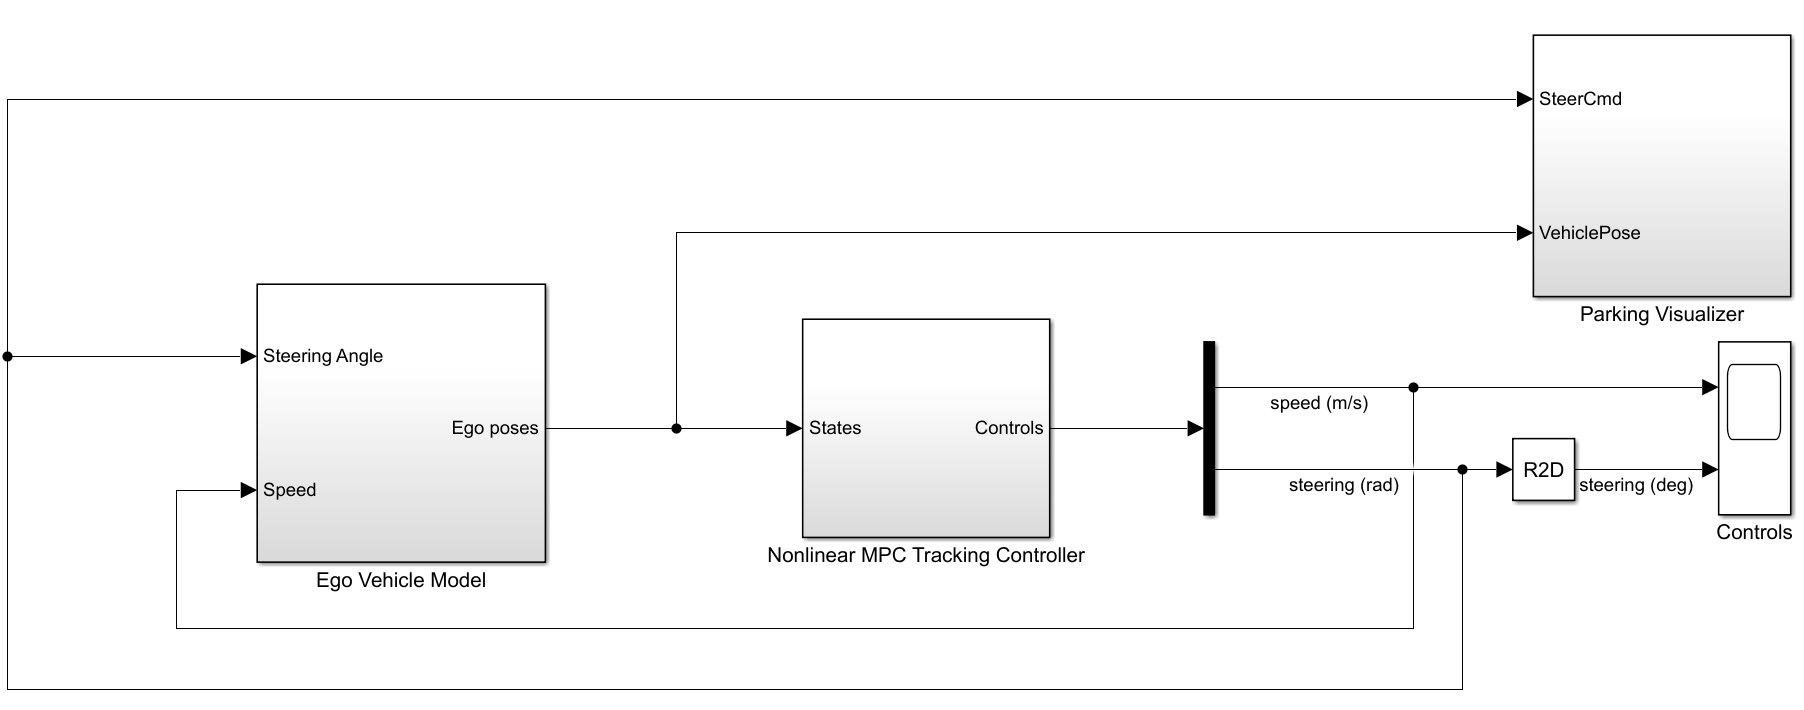 SteerCmd
VehiclePose
Parking Visualizer
Steering Angle
Ego poses
Speed
Ego Vehicle Model
States
Controls
Nonlinear MPC Tracking Controller
speed (m/s)
steering (rad)
R2D
steering (deg)
Controls